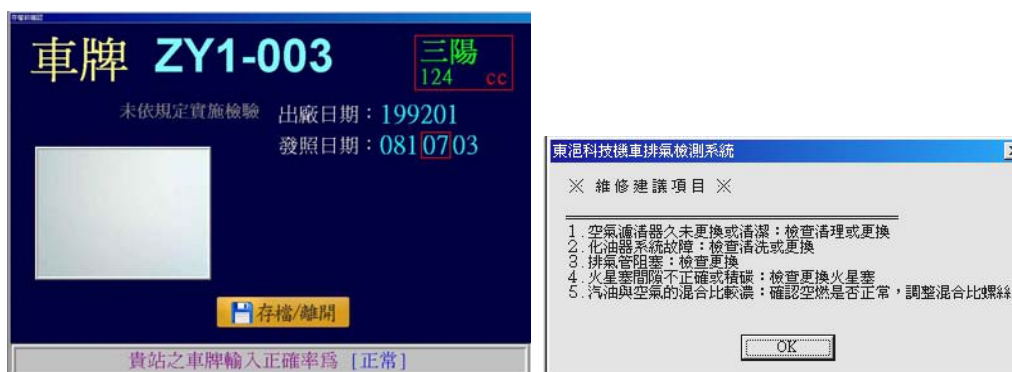 存檔前確認
車牌 ZY1-003
三陽
124 cc
未依規定實施檢驗
出廠日期：199201
發照日期：0810703
存檔/離開
貴站之車牌輸入正確率爲 [正常]
東浥科技機車排氣檢測系統
※ 維修建議項目 ※
1.空氣濾清器久未更換或清潔：檢查清理或更換
2.化油器系統故障：檢查清洗或更換
3.排氣管阻塞：檢查更換
4.火星塞間隙不正確或積碳：檢查更換火星塞
5.汽油與空氣的混合比較濃：確認空燃是否正常，調整混合比螺絲
OK